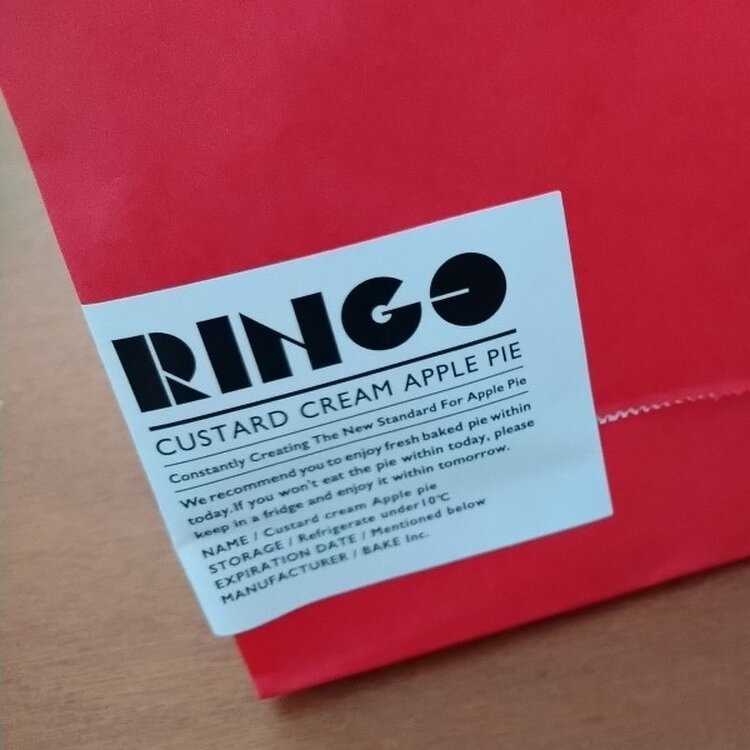 RINGO
CUSTARD CREAM APPLE PIE
Constantly Creating The New Standard For Apple Pie
We recommend you to enjoy fresh baked pie within
today.If you won't eat the pie within today, please
keep in a fridge and enjoy it within tomorrow.
NAME / Custard cream Apple pie
STORAGE / Refrigerate under10℃
EXPIRATION DATE / Mentioned below
MANUFACTURER / BAKE Inc.